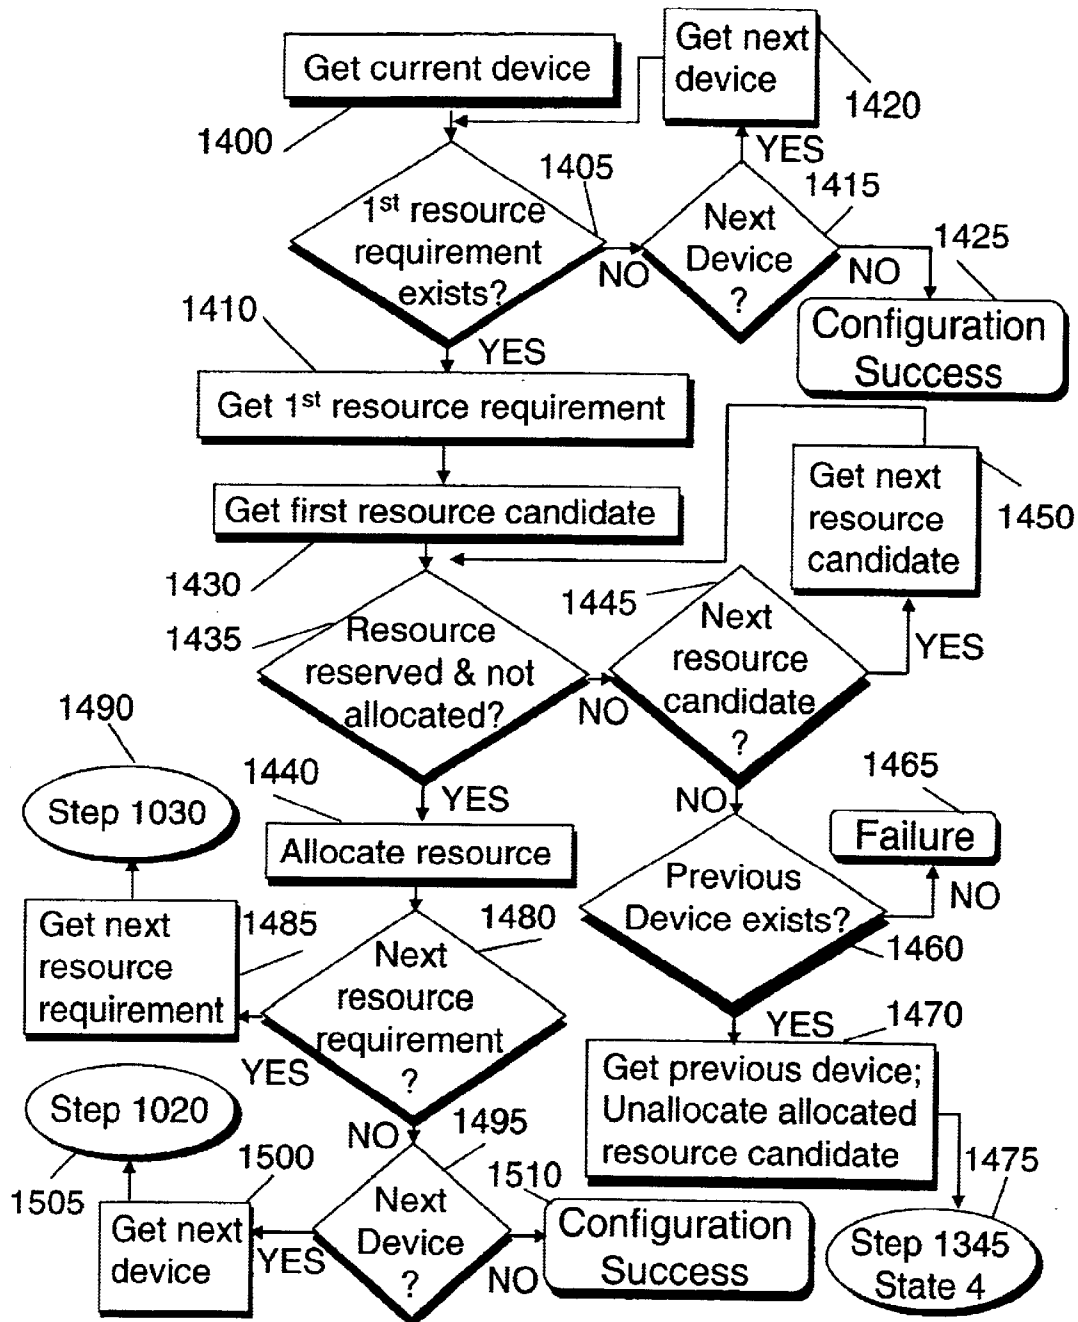 Get current device
1400
Get next
device
1420
YES
1st resource
requirement
exists?
1405
NO
Next
Device
?
1415
NO
1425
Configuration
Success
1410
YES
Get 1st resource requirement
Get first resource candidate
1430
Get next
resource
candidate
1450
1435
Resource
reserved & not
allocated?
NO
1445
Next
resource
candidate
?
YES
1490
Step 1030
1440
YES
Allocate resource
NO
1465
Failure
NO
Previous
Device exists?
1460
Get next
resource
requirement
1485
1480
Next
resource
requirement
?
YES
YES
1470
Get previous device;
Unallocate allocated
resource candidate
1475
Step 1345
State 4
Step 1020
1505
1500
Get next
device
NO
1495
Next
Device
?
YES
NO
1510
Configuration
Success